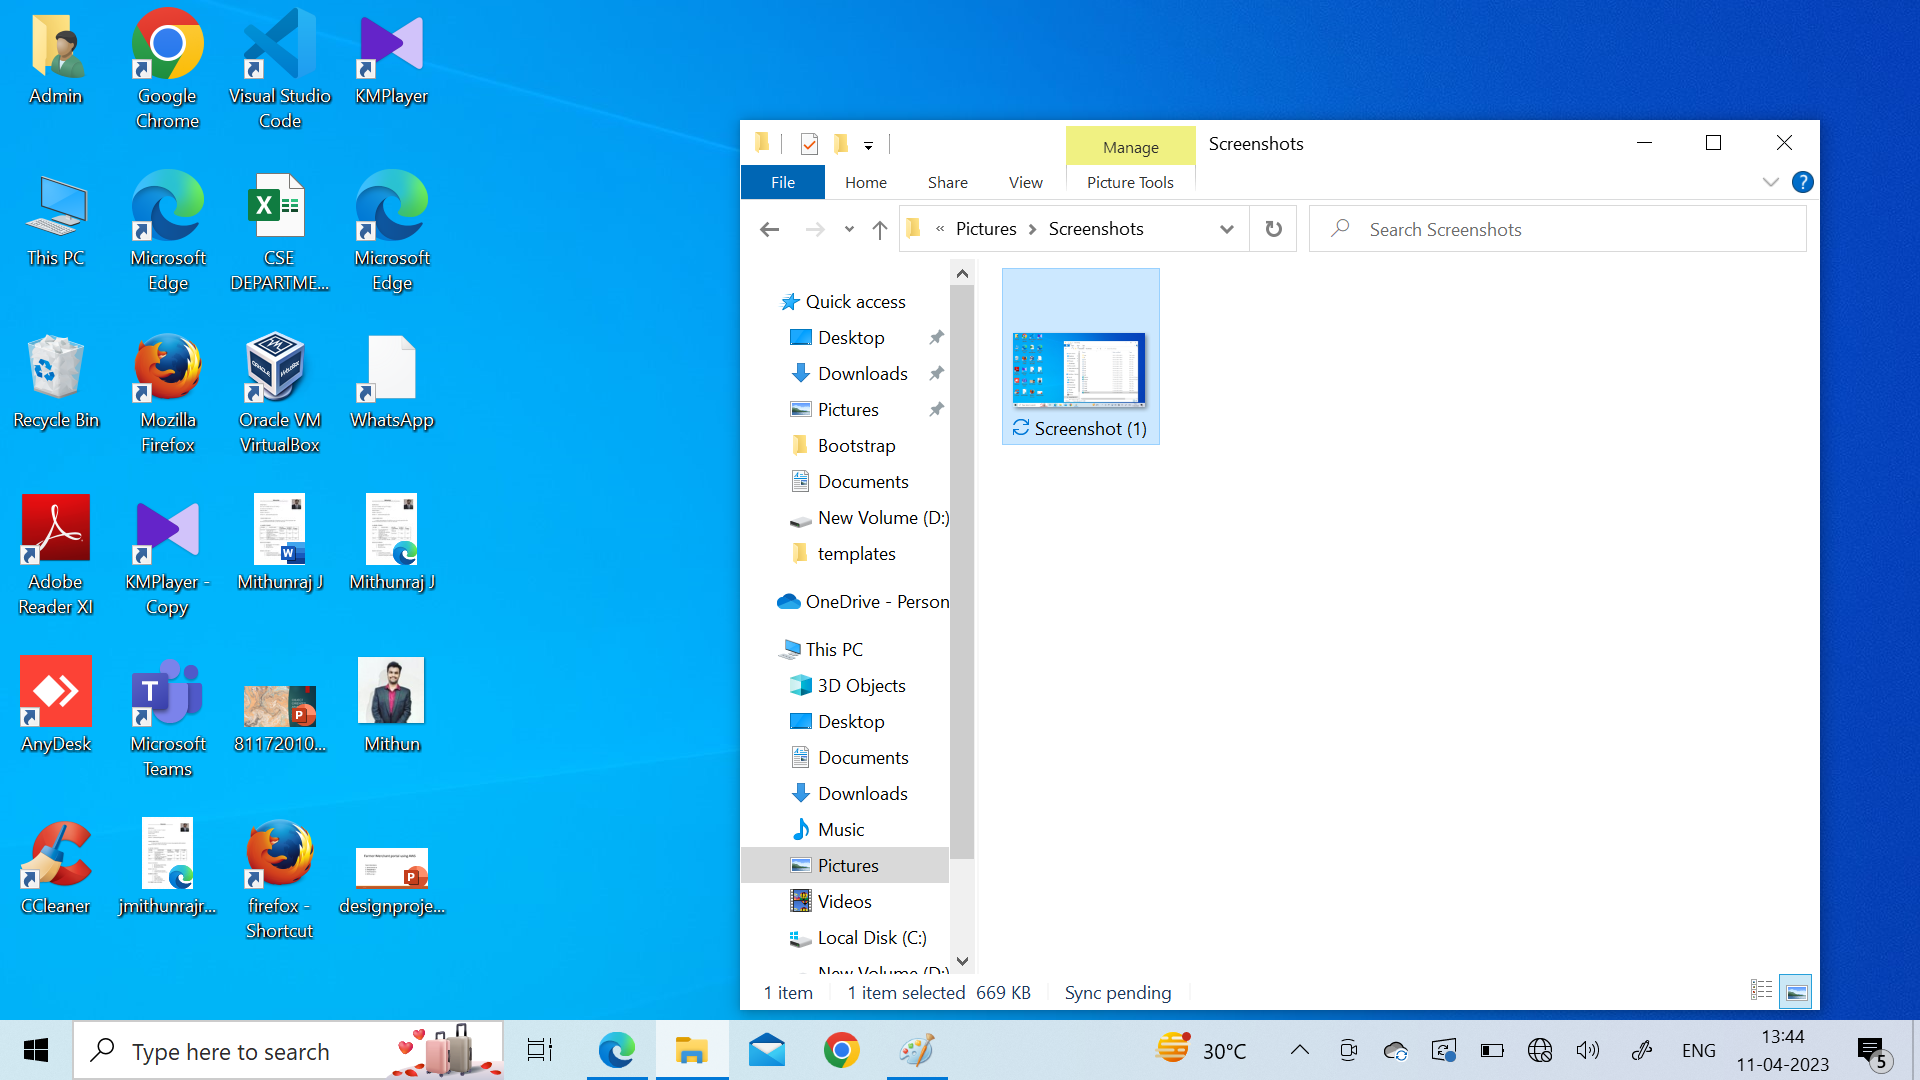 Admin
Google
Chrome
Visual Studio
Code
KMPlayer
This PC
Microsoft
Edge
CSE
DEPARTME...
Microsoft
Edge
Recycle Bin
Mozilla
Firefox
Oracle VM
VirtualBox
WhatsApp
Adobe
Reader XI
KMPlayer -
Copy
Mithunraj J
Mithunraj J
AnyDesk
Microsoft
Teams
81172010...
Mithun
CCleaner
jmithunrajr...
firefox -
Shortcut
designproje...
Manage
Screenshots
File
Home
Share
View
Picture Tools
« Pictures > Screenshots
Search Screenshots
Quick access
Desktop
Downloads
Pictures
Bootstrap
Documents
New Volume (D:)
templates
OneDrive - Person
This PC
3D Objects
Desktop
Documents
Downloads
Music
Pictures
Videos
Local Disk (C:)
New Volume (D:)
Screenshot (1)
1 item
1 item selected 669 KB
Sync pending
Type here to search
30°C
ENG
13:44
11-04-2023
5